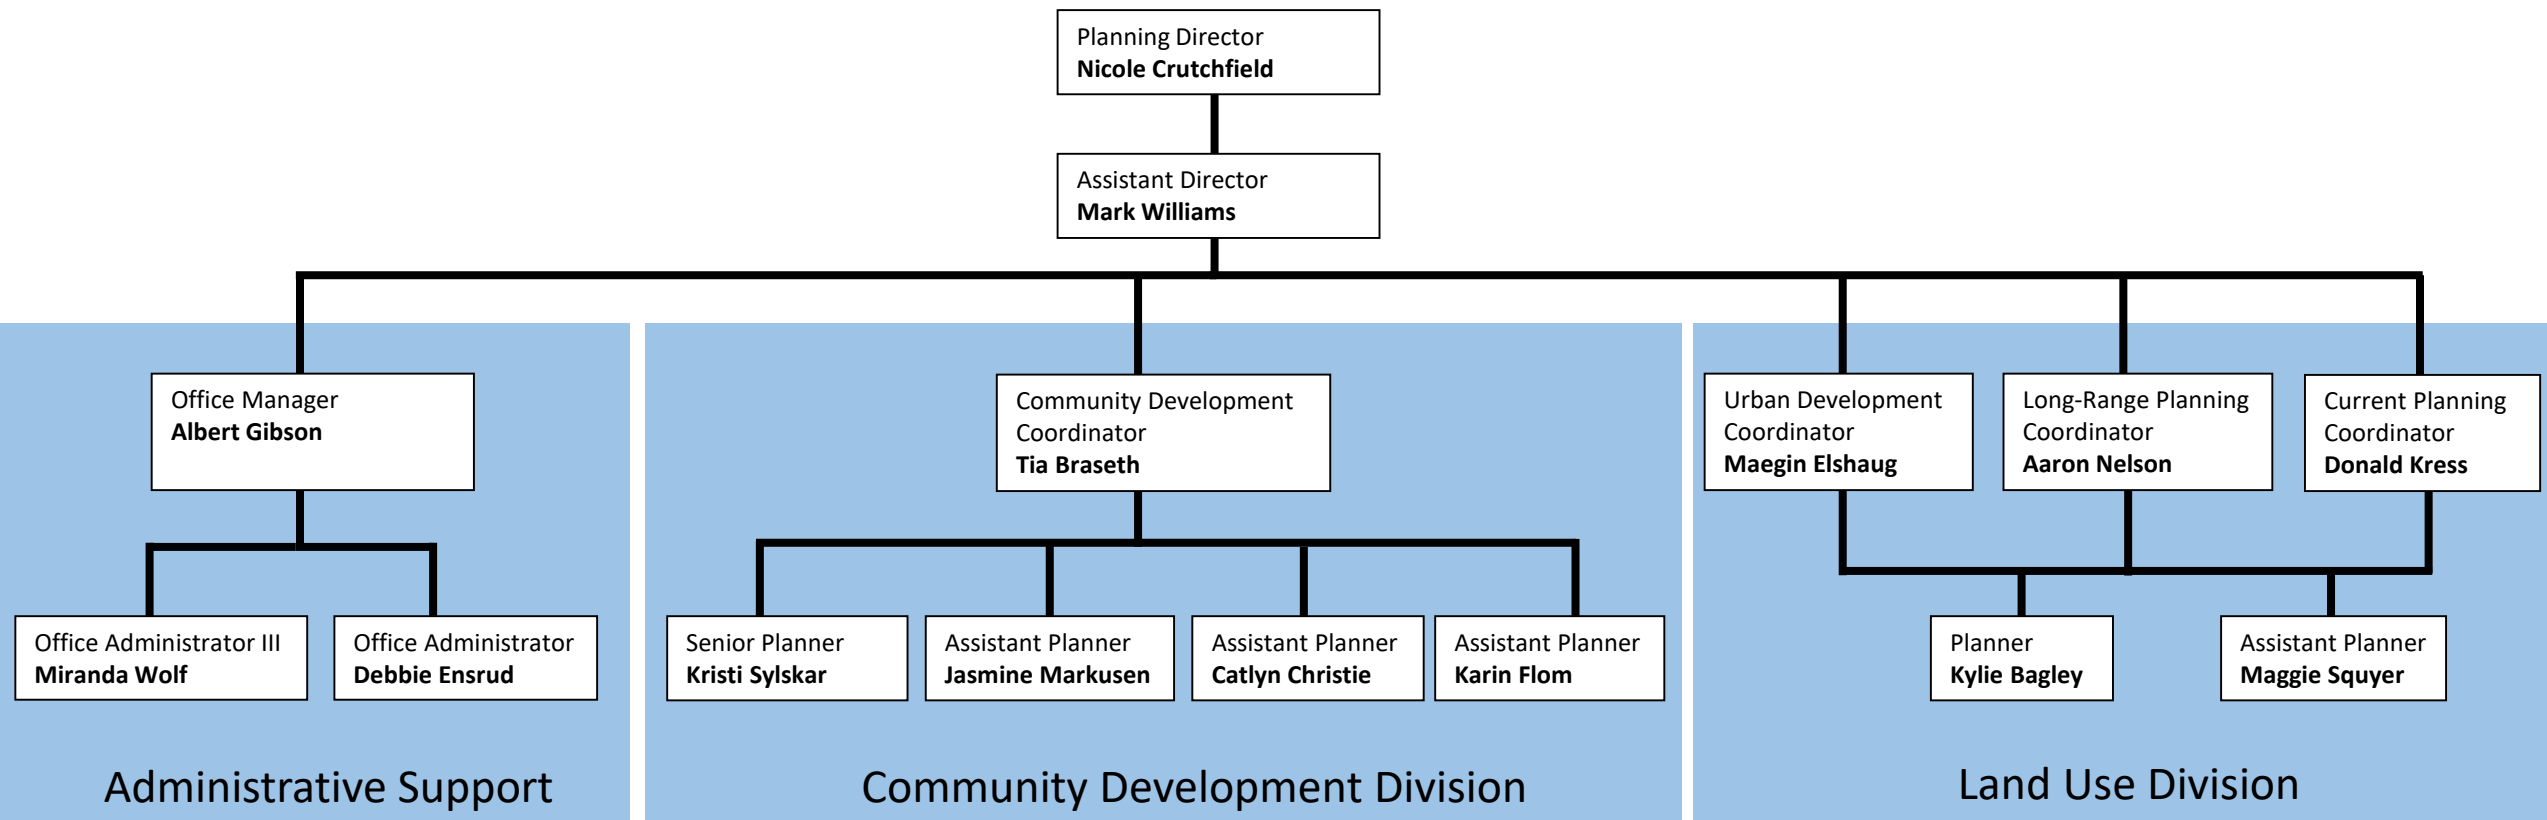 Planning Director
Nicole Crutchfield
Assistant Director
Mark Williams
Office Manager
Albert Gibson
Community Development
Coordinator
Tia Braseth
Urban Development
Coordinator
Maegin Elshaug
Long-Range Planning
Coordinator
Aaron Nelson
Current Planning
Coordinator
Donald Kress
Office Administrator III
Miranda Wolf
Office Administrator
Debbie Ensrud
Senior Planner
Kristi Sylskar
Assistant Planner
Jasmine Markusen
Assistant Planner
Catlyn Christie
Assistant Planner
Karin Flom
Planner
Kylie Bagley
Assistant Planner
Maggie Squyer
Administrative Support
Community Development Division
Land Use Division